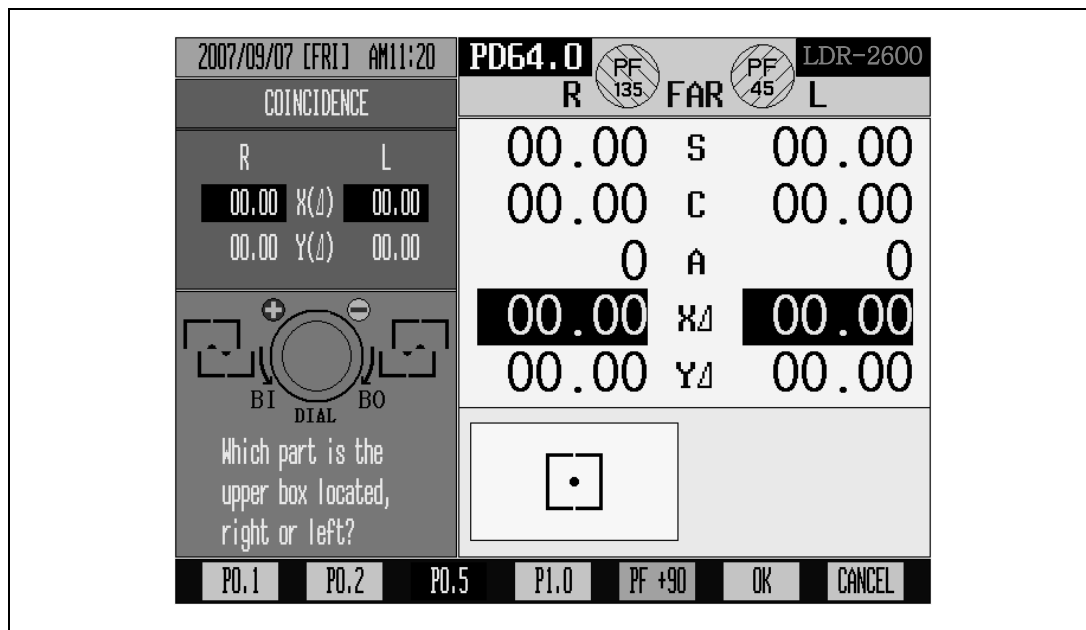 2007/09/07 [FRI] AM11:20
COINCIDENCE
R L
00.00 X(Δ) 00.00
00.00 Y(Δ) 00.00
BI DIAL BO
Which part is the
upper box located,
right or left?
PD64.0 PF 135 PF 45 LDR-2600
R FAR L
00.00 S 00.00
00.00 C 00.00
0 A 0
00.00 XΔ 00.00
00.00 YΔ 00.00
P0.1 P0.2 P0.5 P1.0 PF +90 OK CANCEL